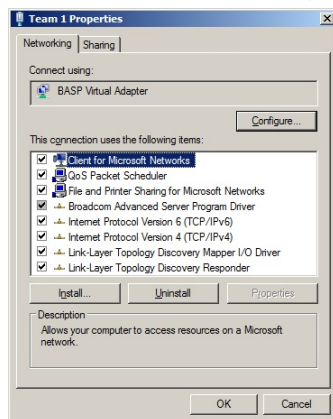 Team 1 Properties
Networking
Sharing
Connect using:
BASP Virtual Adapter
Configure...
This connection uses the following items:
Client for Microsoft Networks
QoS Packet Scheduler
File and Printer Sharing for Microsoft Networks
Broadcom Advanced Server Program Driver
Internet Protocol Version 6 (TCP/IPv6)
Internet Protocol Version 4 (TCP/IPv4)
Link-Layer Topology Discovery Mapper I/O Driver
Link-Layer Topology Discovery Responder
Install...
Uninstall
Properties
Description
Allows your computer to access resources on a Microsoft
network.
OK
Cancel